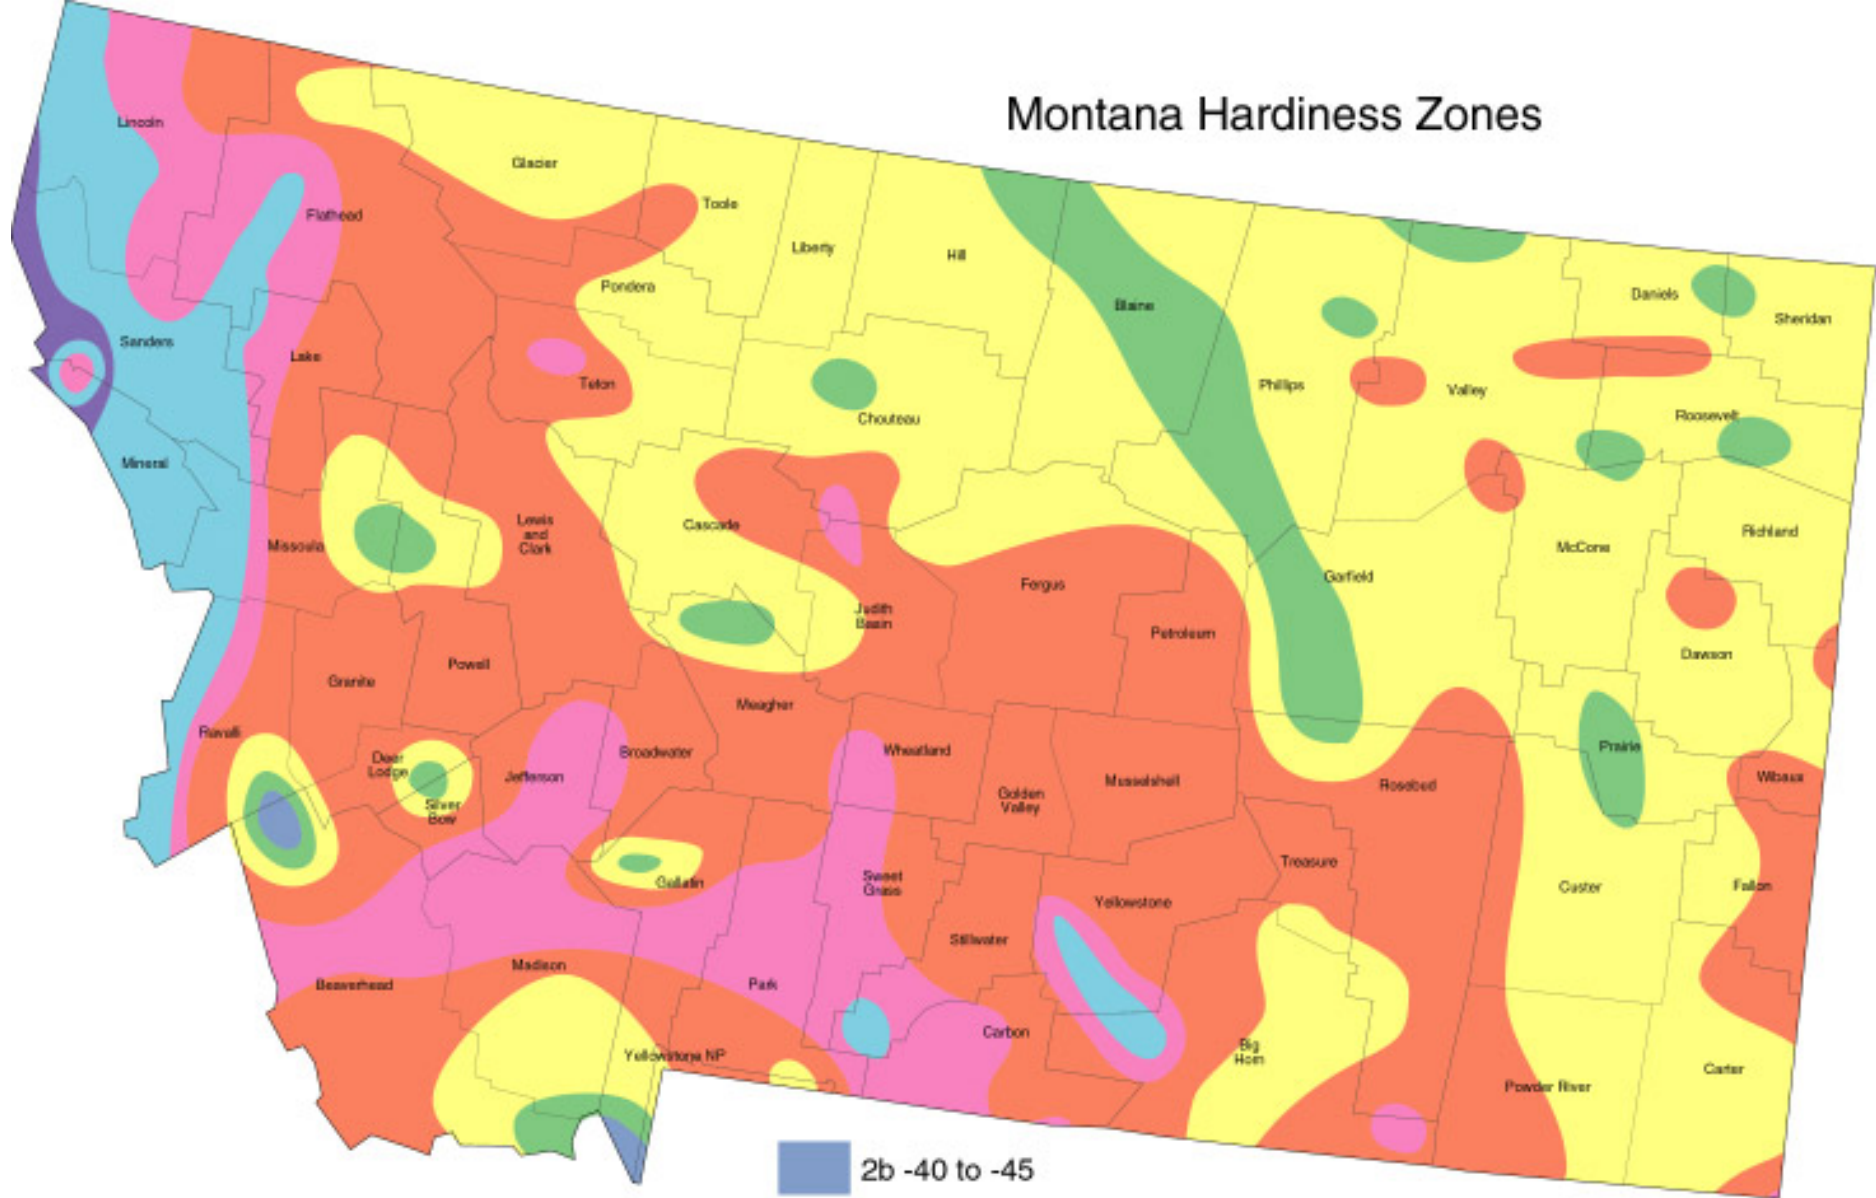 Montana Hardiness Zones
Lincoln
Glacier
Toole
Flathead
Liberty
Hill
Pondera
Blaine
Daniels
Sheridan
Sanders
Lake
Teton
Phillips
Valley
Chouteau
Roosevelt
Mineral
Cascade
Lewis
and
Clark
Missoula
Richland
McCone
Fergus
Garfield
Judith
Basin
Petroleum
Dawson
Granite
Powell
Meagher
Ravalli
Deer
Lodge
Jefferson
Broadwater
Wheatland
Golden
Valley
Musselshell
Rosebud
Prairie
Wibaux
Silver
Bow
Gallatin
Sweet
Grass
Yellowstone
Treasure
Custer
Fallon
Stillwater
Madison
Beaverhead
Park
Carbon
Big
Horn
Yellowstone NP
Powder River
Carter
2b -40 to -45